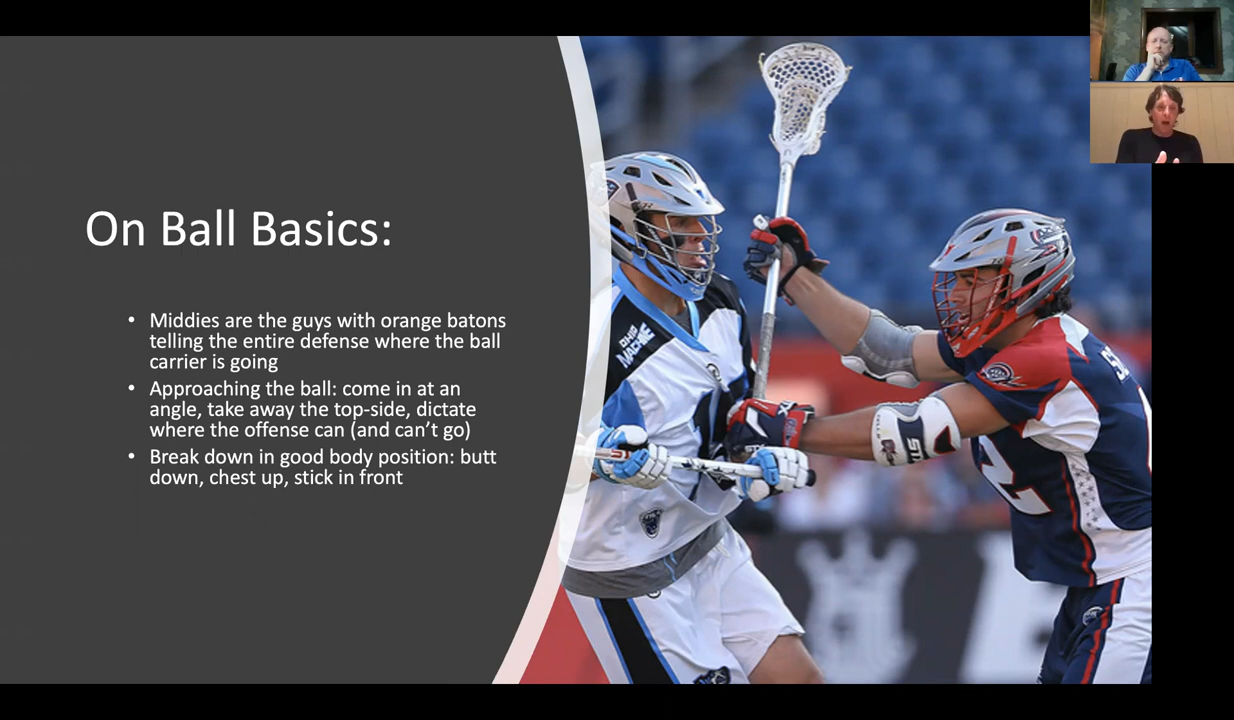 On Ball Basics:
• Middies are the guys with orange batons
telling the entire defense where the ball
carrier is going
• Approaching the ball: come in at an
angle, take away the top-side, dictate
where the offense can (and can't go)
• Break down in good body position: butt
down, chest up, stick in front
OHIO
MACHINE
2